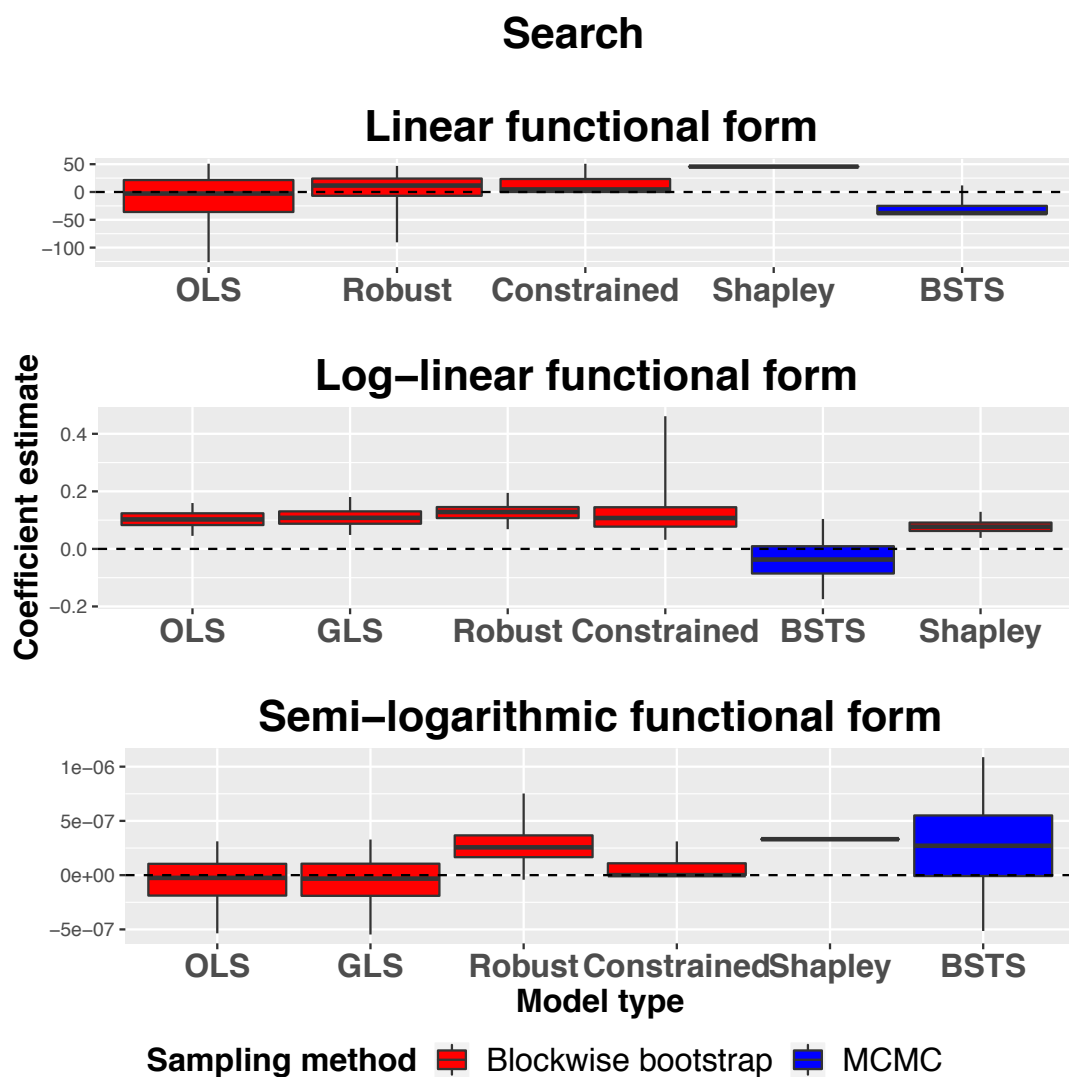 Search
Linear functional form
50
0
−50
−100
OLS Robust Constrained Shapley BSTS
Coefficient estimate
Log−linear functional form
0.4
0.2
0.0
−0.2
OLS GLS Robust Constrained BSTS Shapley
Semi−logarithmic functional form
1e−06
5e−07
0e+00
−5e−07
OLS GLS Robust Constrained Shapley BSTS
Model type
Sampling method Blockwise bootstrap MCMC